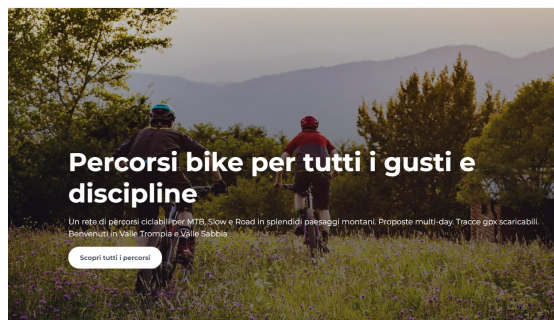 Percorsi bike per tutti i gusti e
discipline
Un rete di percorsi ciclabili per MTB, Slow e Road in splendidi paesaggi montani. Proposte multi-day. Tracce gpx scaricabili.
Benvenuti in Valle Trompia e Valle Sabbia
Scopri tutti i percorsi